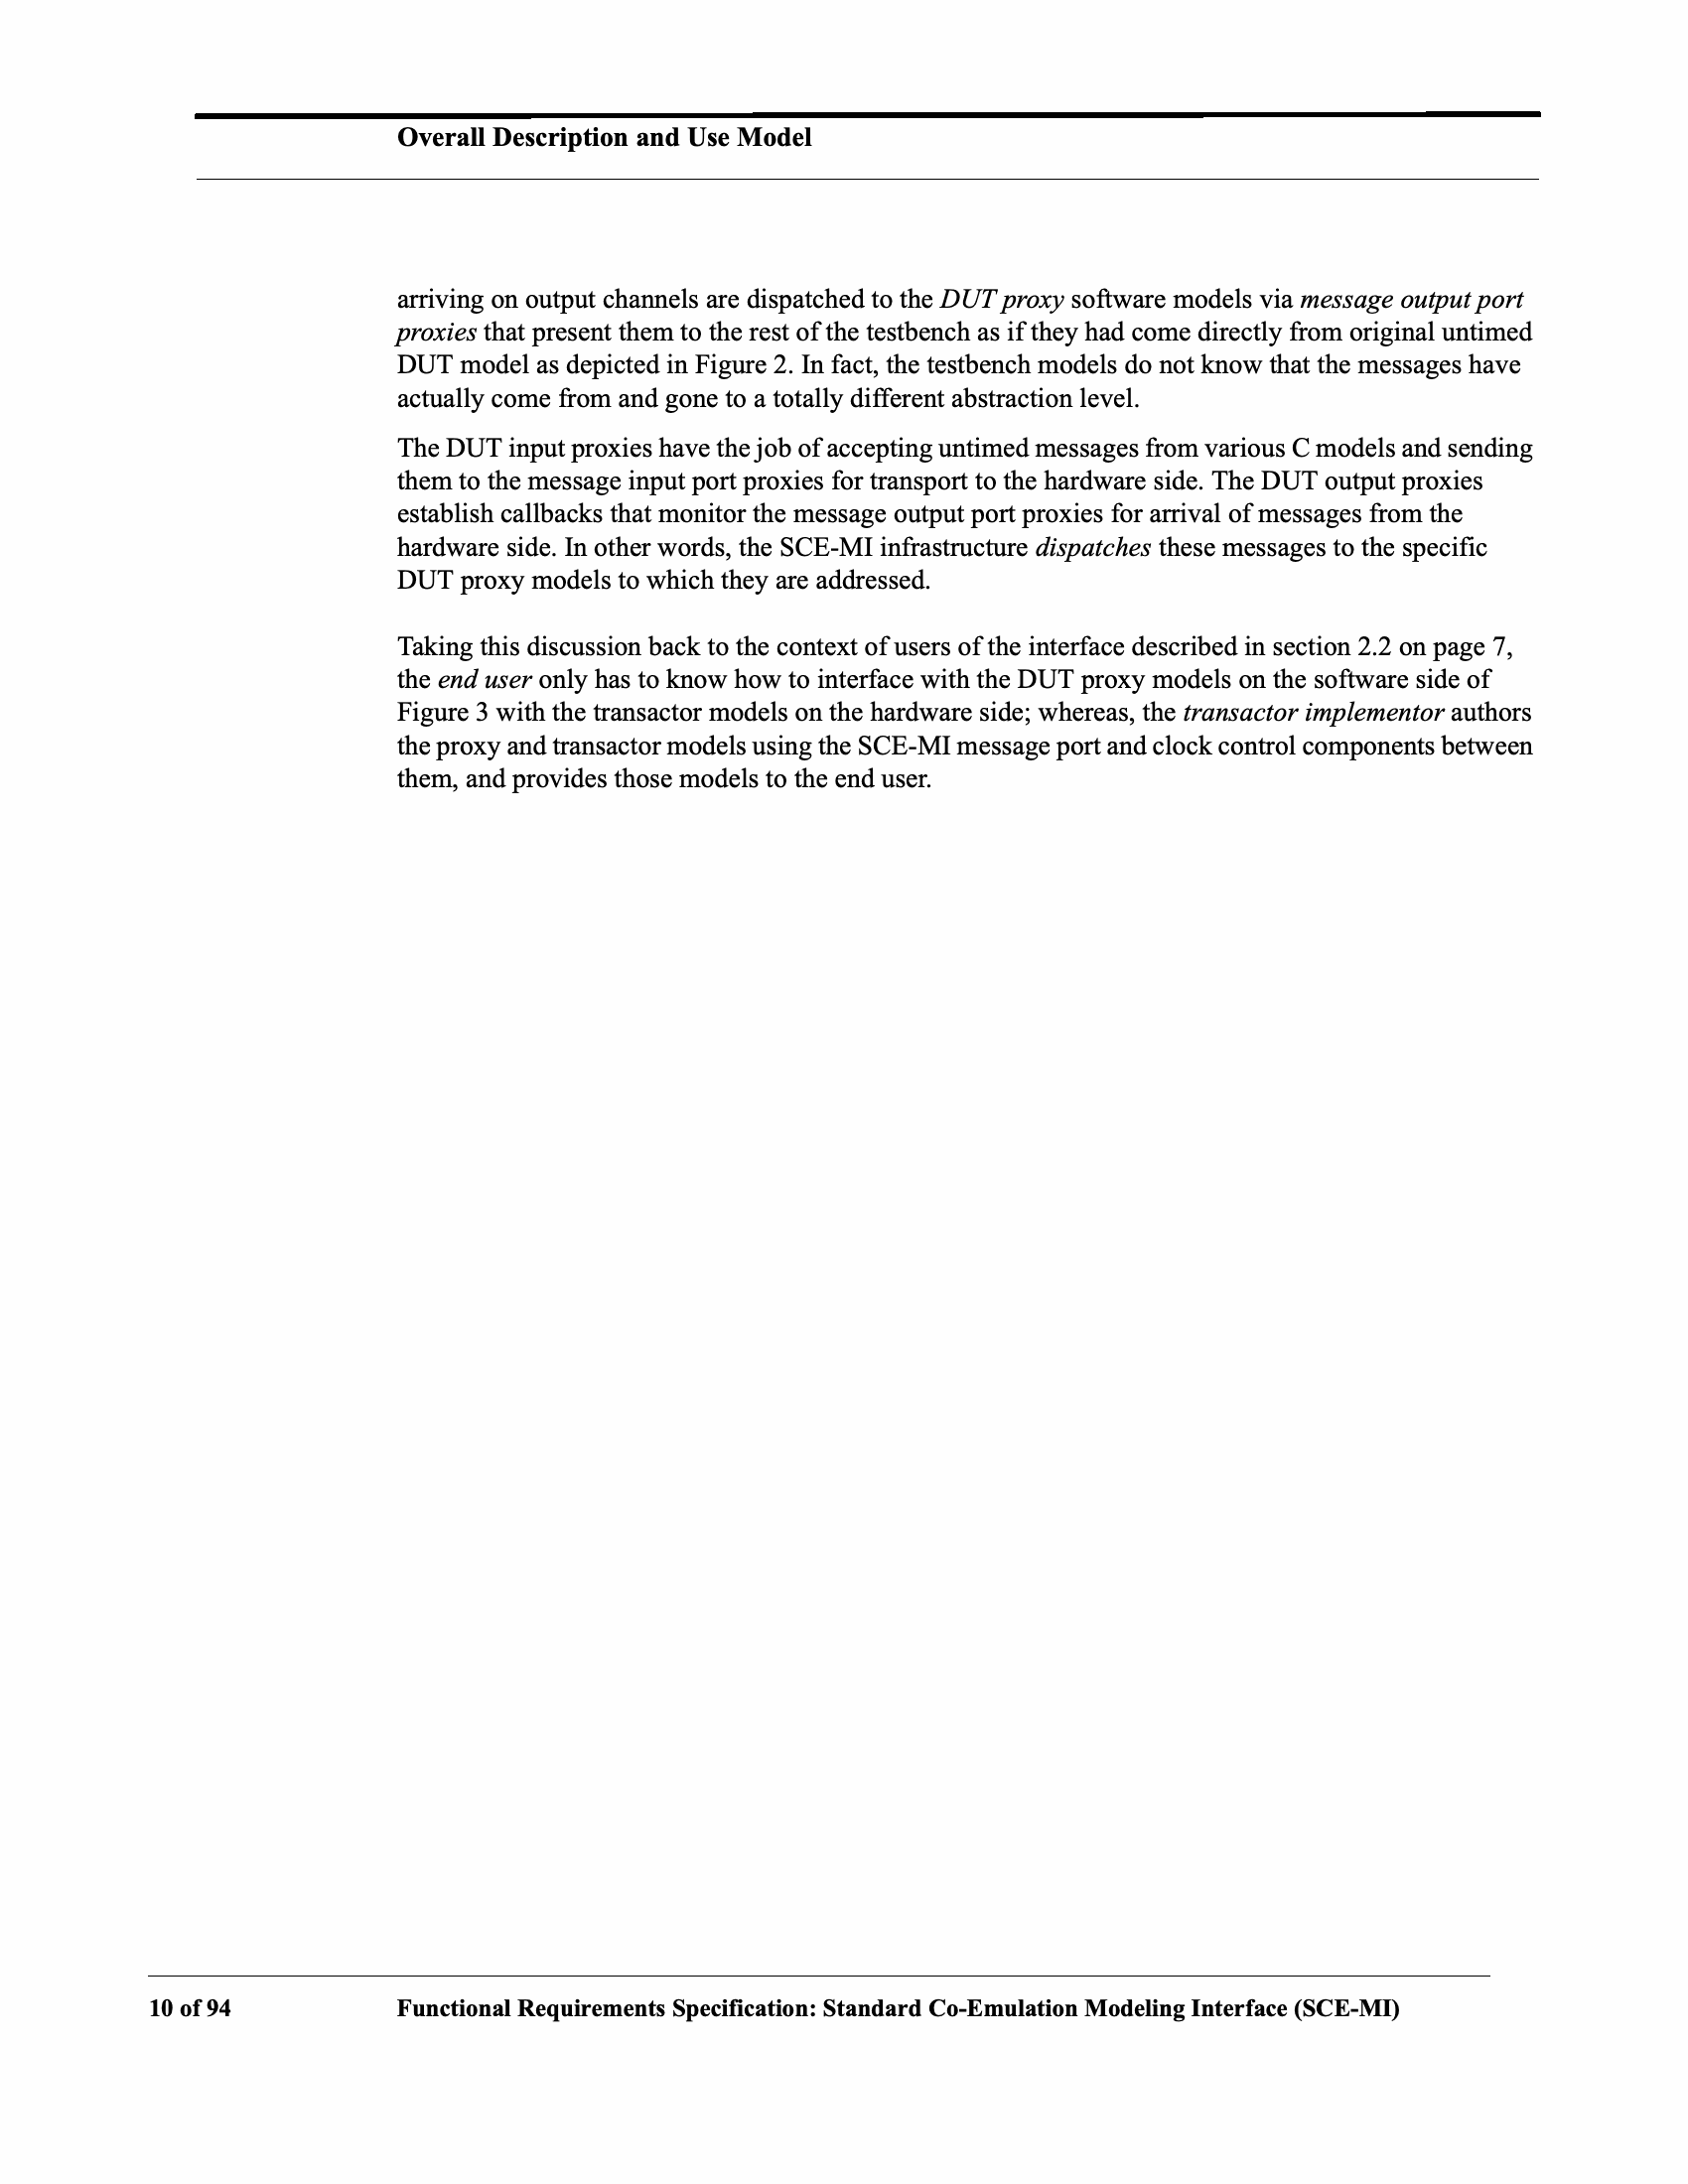 Overall Description and Use Model
arriving on output channels are dispatched to the DUT proxy software models via message output port
proxies that present them to the rest of the testbench as if they had come directly from original untimed
DUT model as depicted in Figure 2. In fact, the testbench models do not know that the messages have
actually come from and gone to a totally different abstraction level.
The DUT input proxies have the job of accepting untimed messages from various C models and sending
them to the message input port proxies for transport to the hardware side. The DUT output proxies
establish callbacks that monitor the message output port proxies for arrival of messages from the
hardware side. In other words, the SCE-MI infrastructure dispatches these messages to the specific
DUT proxy models to which they are addressed.
Taking this discussion back to the context of users of the interface described in section 2.2 on page 7,
the end user only has to know how to interface with the DUT proxy models on the software side of
Figure 3 with the transactor models on the hardware side; whereas, the transactor implementor authors
the proxy and transactor models using the SCE-MI message port and clock control components between
them, and provides those models to the end user.
10 of 94 Functional Requirements Specification: Standard Co-Emulation Modeling Interface (SCE-MI)